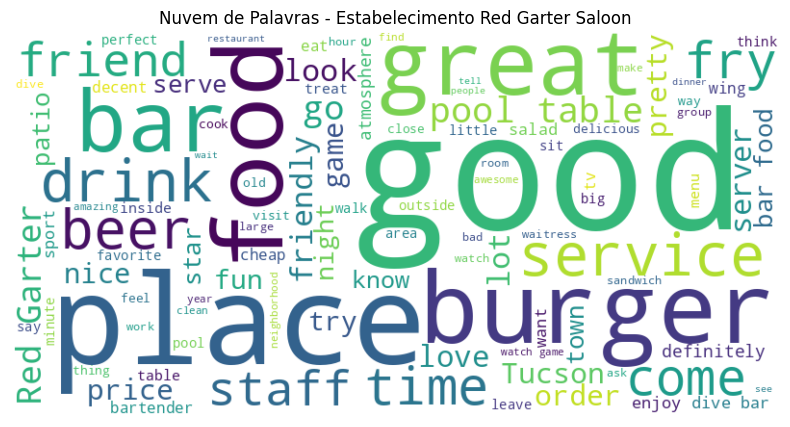 Nuvem de Palavras - Estabelecimento Red Garter Saloon
perfect
restaurant
eat
hour
find
think
friend
food
look
great
fry
dive
decent
serve
treat
atmosphere
tell
people
make
pretty
dinner
wing
way
group
bar
cook
go
pool table
patio
wait
friendly
game
close
little
salad
delicious
server
bar food
drink
old
good
sit
room
awesome
tv
big
menu
amazing
inside
visit
walk
outside
favorite
large
night
area
bad
waitress
Red Garter
sport
beer
star
cheap
watch
lot
service
nice
fun
know
sandwich
place
feel
year
clean
neighborhood
burger
say
minute
work
try
want
town
pool
love
watch game
definitely
thing
table
staff
time
Tucson
ask
come
see
price
bartender
order
leave
enjoy
dive bar